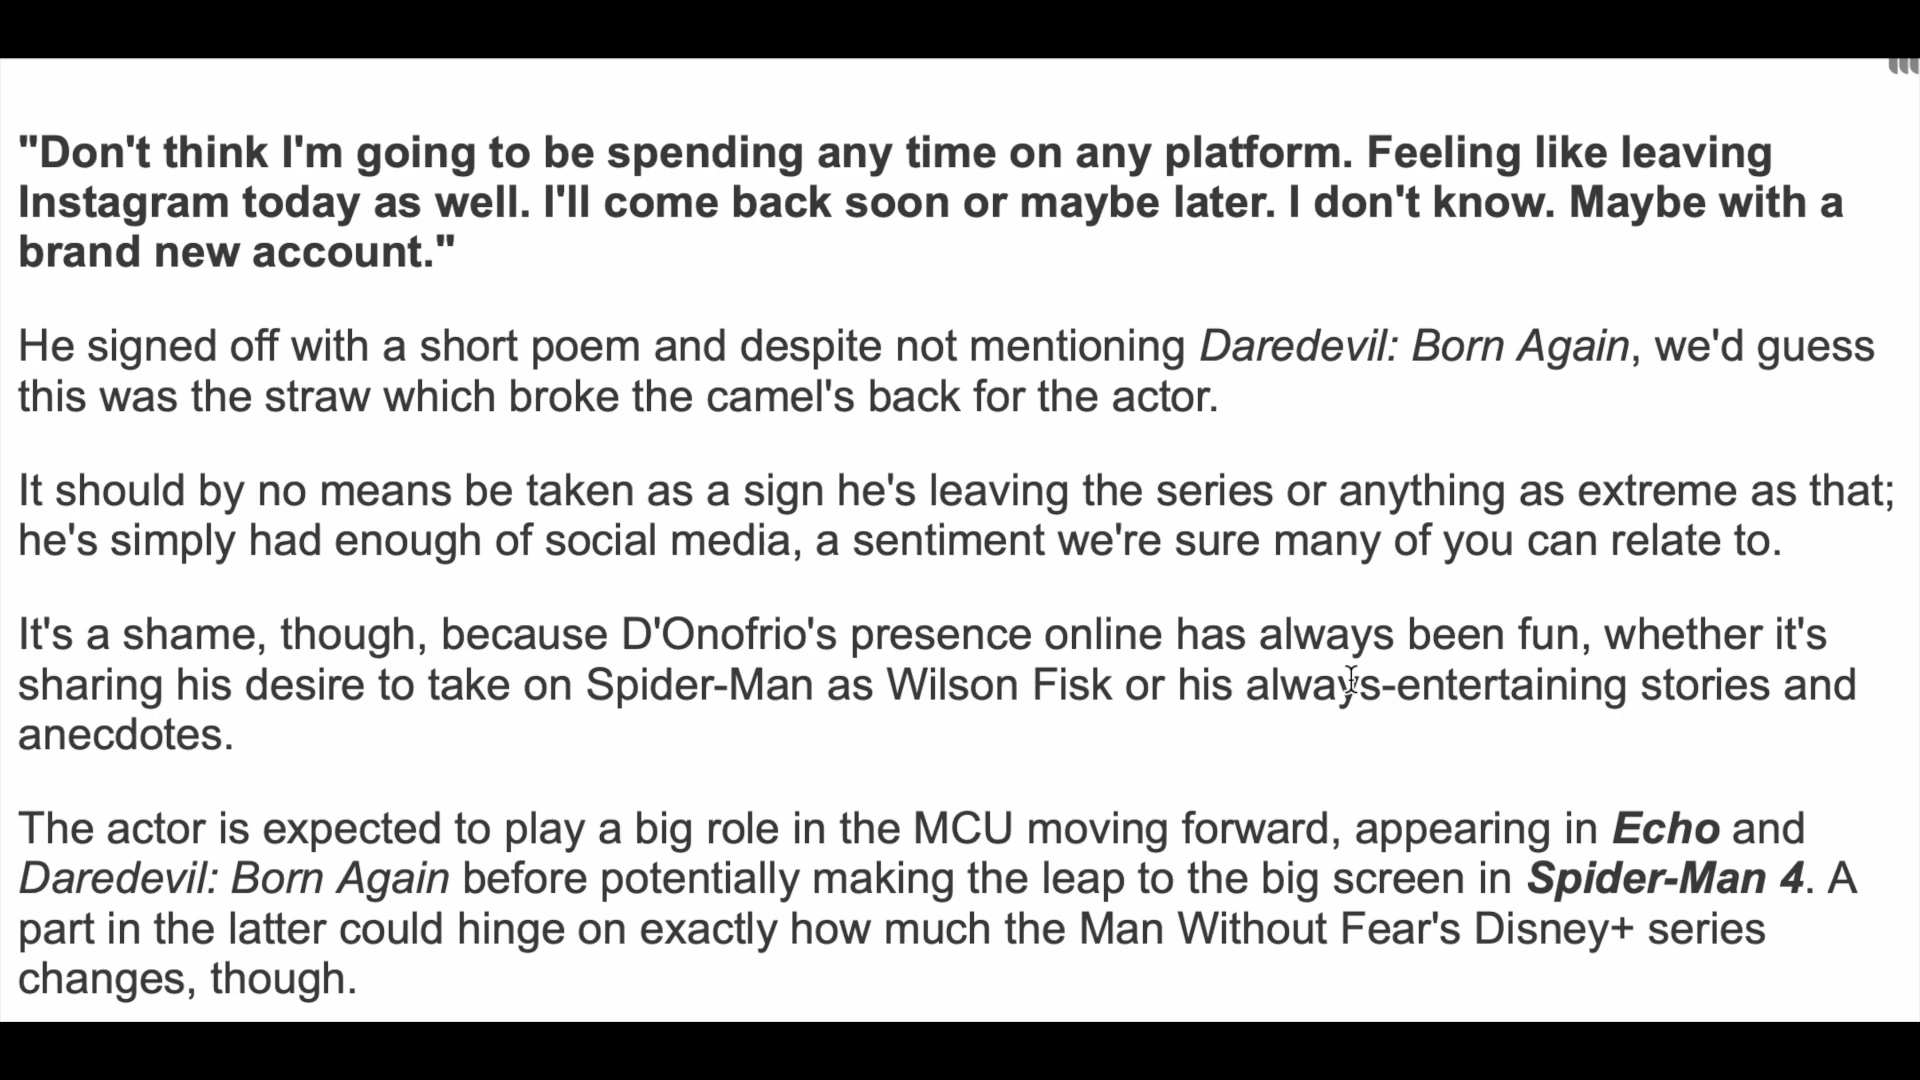 "Don't think I'm going to be spending any time on any platform. Feeling like leaving
Instagram today as well. I'll come back soon or maybe later. I don't know. Maybe with a
brand new account."
He signed off with a short poem and despite not mentioning Daredevil: Born Again, we'd guess
this was the straw which broke the camel's back for the actor.
It should by no means be taken as a sign he's leaving the series or anything as extreme as that;
he's simply had enough of social media, a sentiment we're sure many of you can relate to.
It's a shame, though, because D'Onofrio's presence online has always been fun, whether it's
sharing his desire to take on Spider-Man as Wilson Fisk or his always-entertaining stories and
anecdotes.
The actor is expected to play a big role in the MCU moving forward, appearing in Echo and
Daredevil: Born Again before potentially making the leap to the big screen in Spider-Man 4. A
part in the latter could hinge on exactly how much the Man Without Fear's Disney+ series
changes, though.